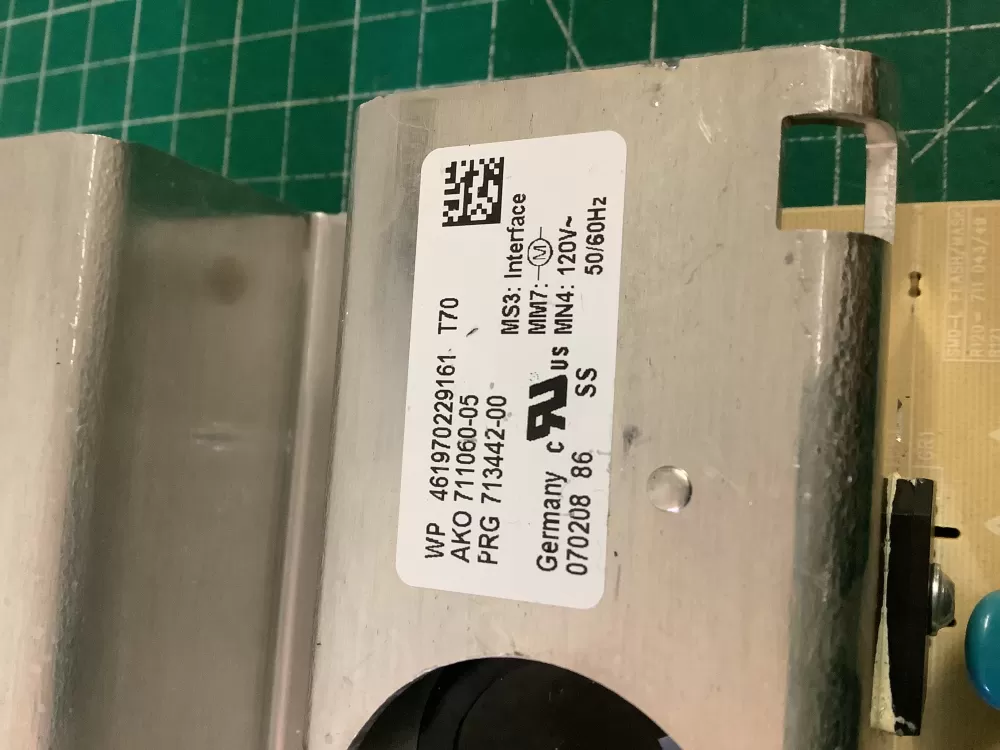 WP 461970229161 T70
AKO 711060-05
PRG 713442-00
MS3: Interface
MM7: M
MN4: 120V~
50/60Hz
Germany c RU US
070208 86 SS